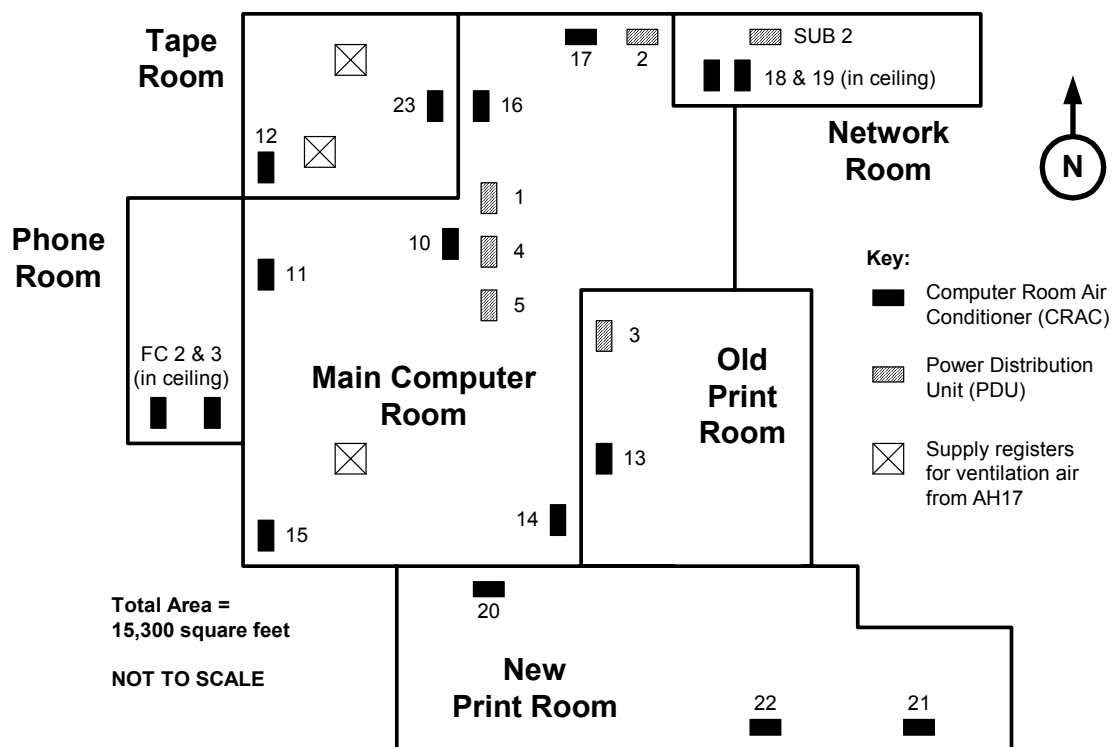 Tape
Room
17
2
SUB 2
18 & 19 (in ceiling)
23
16
12
Network
Room
N
1
Phone
Room
10
4
11
5
Key:
Computer Room Air
Conditioner (CRAC)
FC 2 & 3
(in ceiling)
Main Computer
Room
3
Old
Print
Room
Power Distribution
Unit (PDU)
13
Supply registers
for ventilation air
from AH17
14
15
Total Area =
15,300 square feet
NOT TO SCALE
20
New
Print Room
22
21